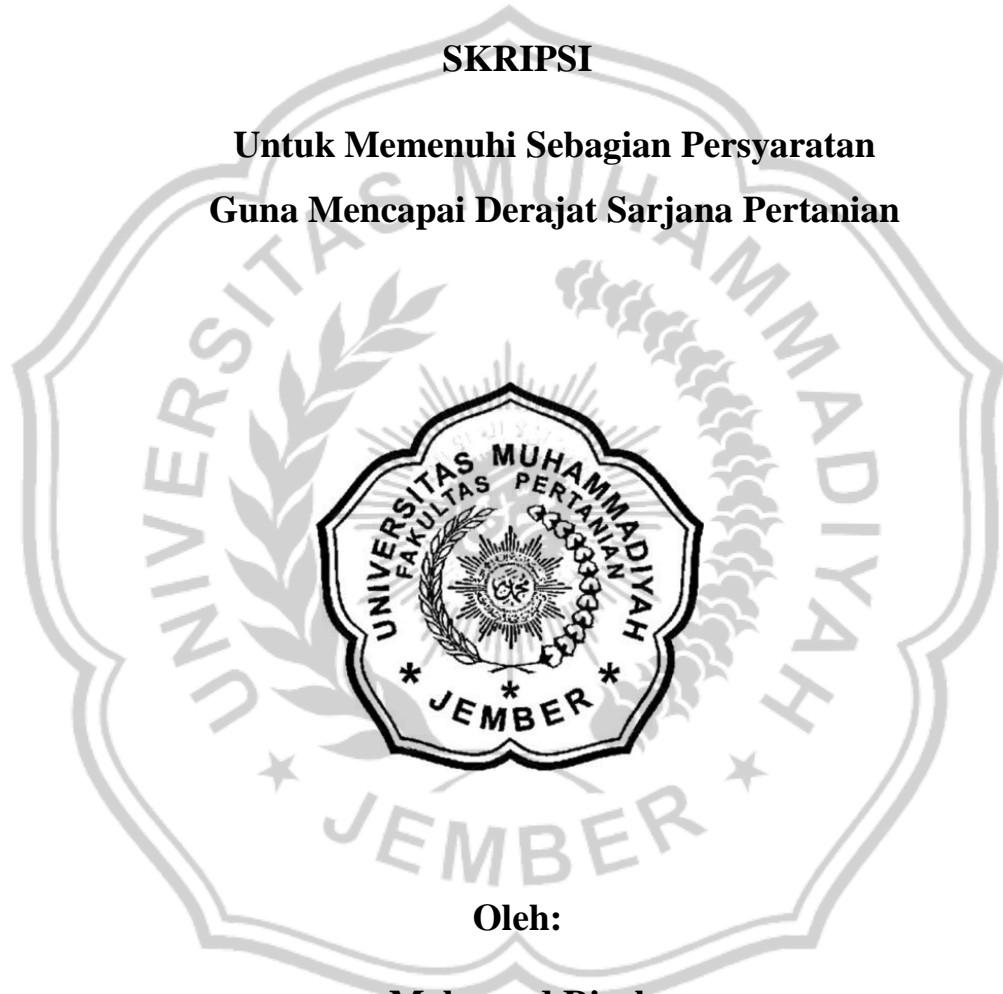 SKRIPSI
Untuk Memenuhi Sebagian Persyaratan
Guna Mencapai Derajat Sarjana Pertanian
UNIVERSITAS MUHAMMADIYAH
JEMBER
UNIVERSITAS MUHAMMADIYAH
FAKULTAS PERTANIAN
JEMBER
Oleh: